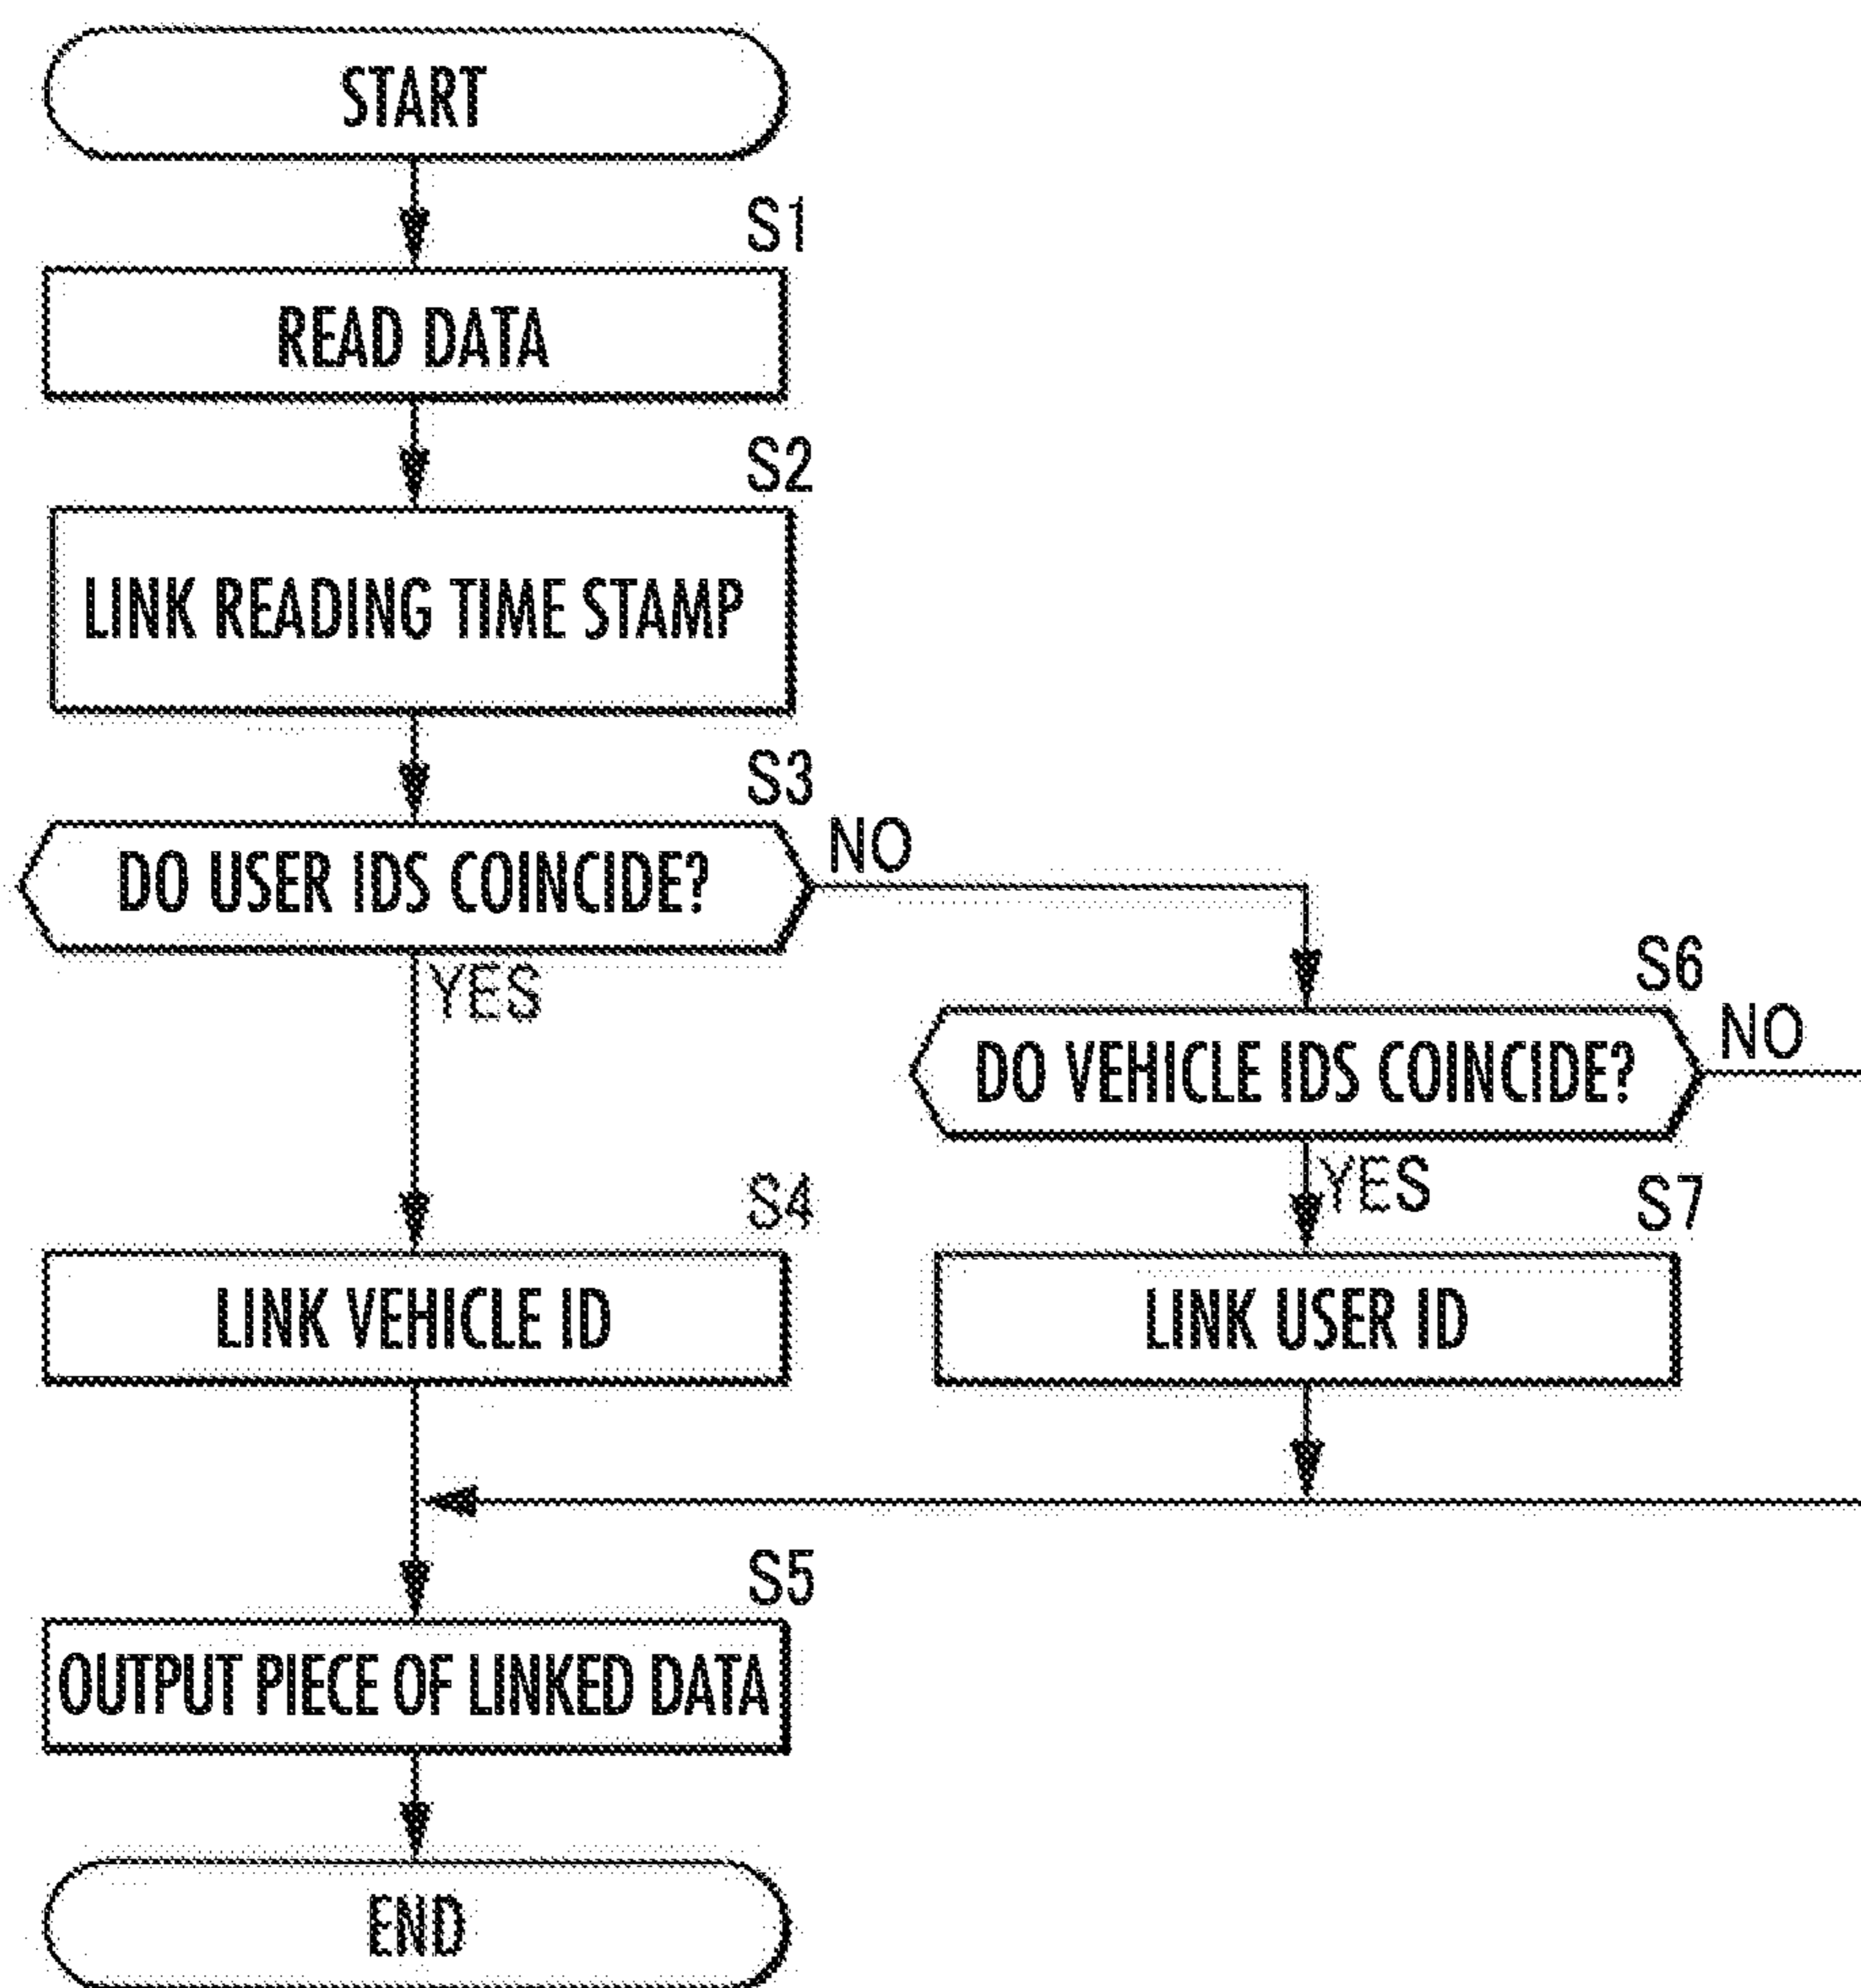 START
S1
READ DATA
S2
LINK READING TIME STAMP
S3
DO USER IDS COINCIDE?
NO
YES
S6
DO VEHICLE IDS COINCIDE?
NO
YES
S4
LINK VEHICLE ID
S7
LINK USER ID
S5
OUTPUT PIECE OF LINKED DATA
END